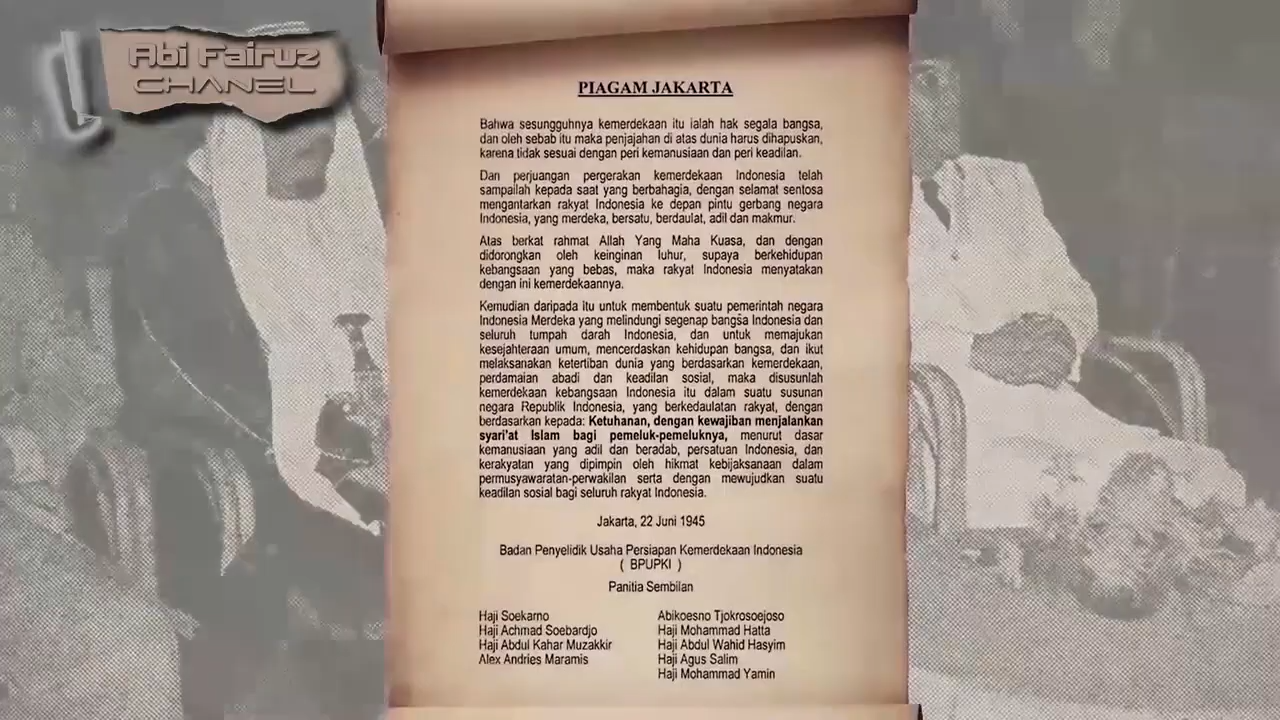 Abi Fairuz
CHANEL
PIAGAM JAKARTA
Bahwa sesungguhnya kemerdekaan itu ialah hak segala bangsa,
dan oleh sebab itu maka penjajahan di atas dunia harus dihapuskan,
karena tidak sesuai dengan peri kemanusiaan dan peri keadilan.
Dan perjuangan pergerakan kemerdekaan Indonesia telah
sampailah kepada saat yang berbahagia, dengan selamat sentosa
mengantarkan rakyat Indonesia ke depan pintu gerbang negara
Indonesia, yang merdeka, bersatu, berdaulat, adil dan makmur.
Atas berkat rahmat Allah Yang Maha Kuasa, dan dengan
didorongkan oleh keinginan luhur, supaya berkehidupan
kebangsaan yang bebas, maka rakyat Indonesia menyatakan
dengan ini kemerdekaannya.
Kemudian daripada itu untuk membentuk suatu pemerintah negara
Indonesia Merdeka yang melindungi segenap bangsa Indonesia dan
seluruh tumpah darah Indonesia, dan untuk memajukan
kesejahteraan umum, mencerdaskan kehidupan bangsa, dan ikut
melaksanakan ketertiban dunia yang berdasarkan kemerdekaan,
perdamaian abadi dan keadilan sosial, maka disusunlah
kemerdekaan kebangsaan Indonesia itu dalam suatu susunan
negara Republik Indonesia, yang berkedaulatan rakyat, dengan
berdasarkan kepada: Ketuhanan, dengan kewajiban menjalankan
syari'at Islam bagi pemeluk-pemeluknya, menurut dasar
kemanusiaan yang adil dan beradab, persatuan Indonesia, dan
kerakyatan yang dipimpin oleh hikmat kebijaksanaan dalam
permusyawaratan-perwakilan serta dengan mewujudkan suatu
keadilan sosial bagi seluruh rakyat Indonesia.
Jakarta, 22 Juni 1945
Badan Penyelidik Usaha Persiapan Kemerdekaan Indonesia
( BPUPKI )
Panitia Sembilan
Haji Soekarno
Haji Achmad Soebardjo
Haji Abdul Kahar Muzakkir
Alex Andries Maramis
Abikoesno Tjokrosoejoso
Haji Mohammad Hatta
Haji Abdul Wahid Hasyim
Haji Agus Salim
Haji Mohammad Yamin